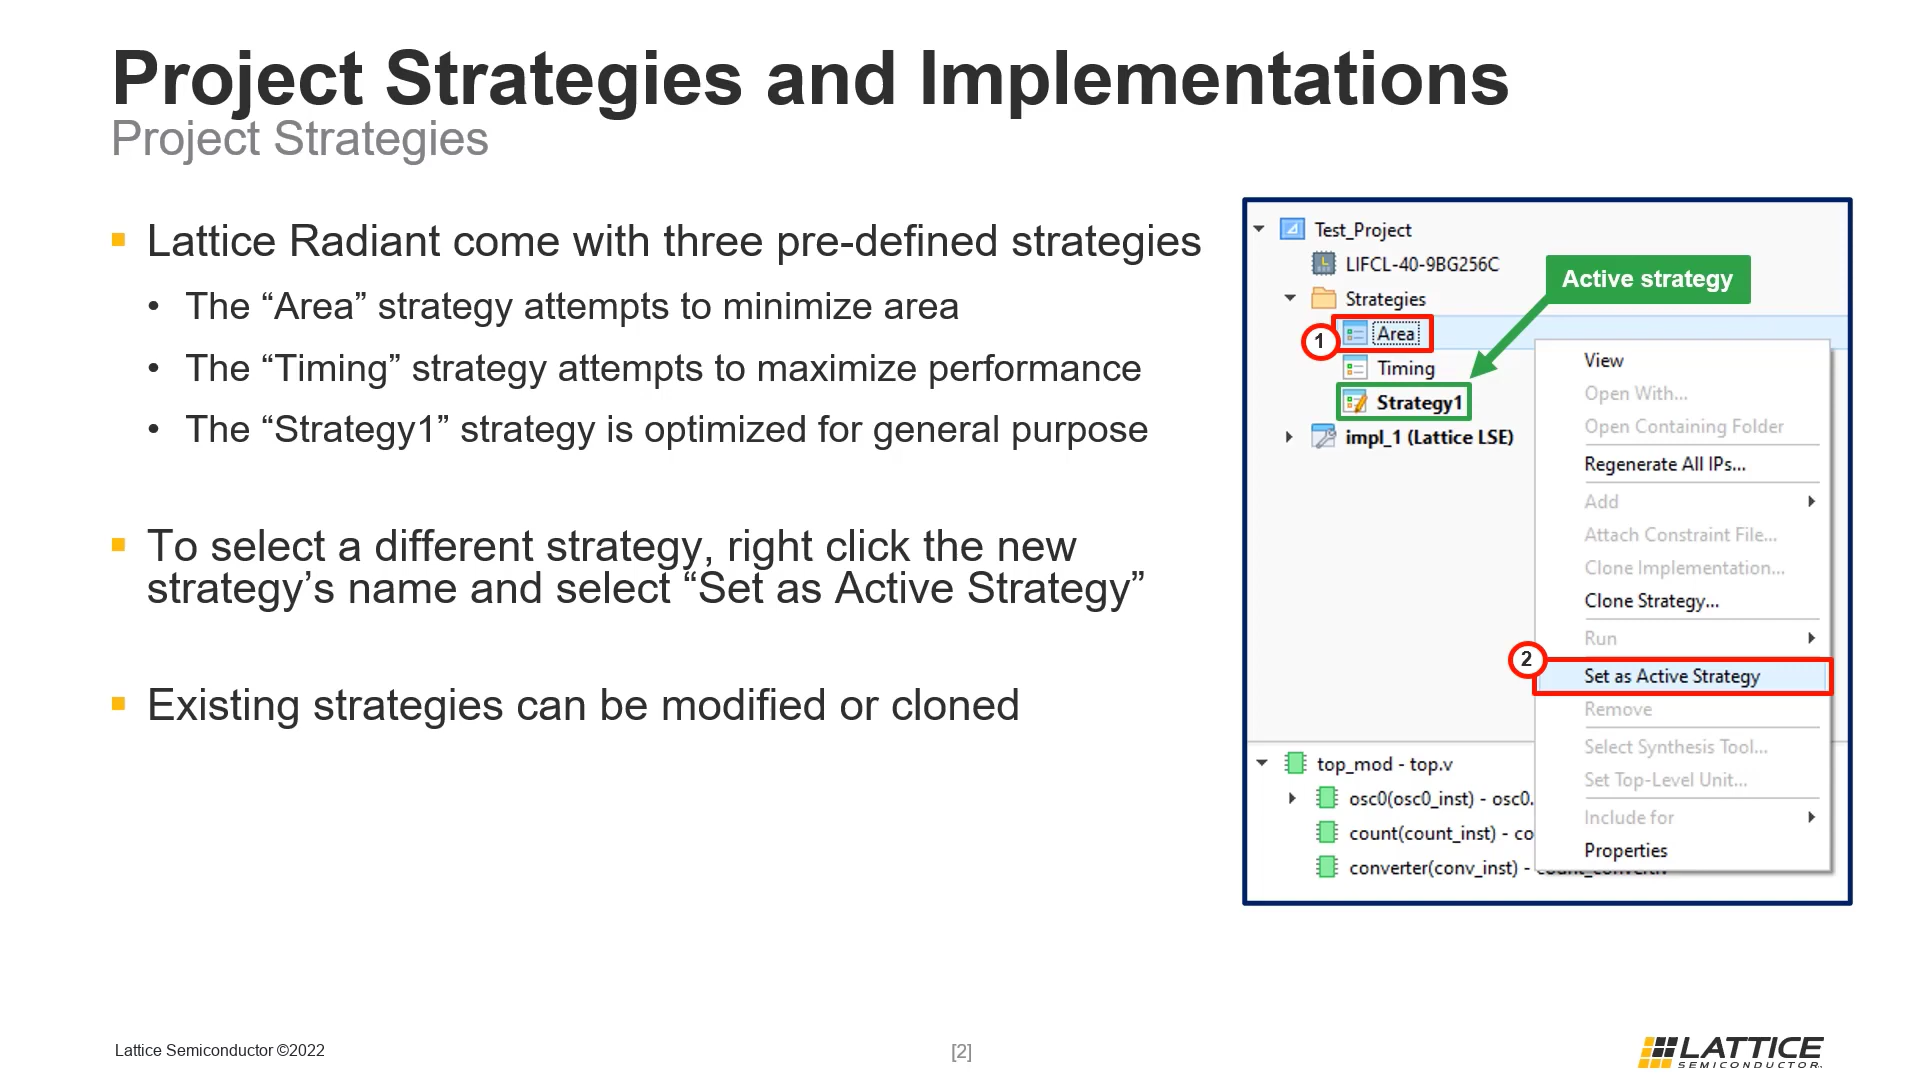 Project Strategies and Implementations
Project Strategies
Lattice Radiant come with three pre-defined strategies
• The “Area” strategy attempts to minimize area
• The “Timing” strategy attempts to maximize performance
• The “Strategy1” strategy is optimized for general purpose
To select a different strategy, right click the new
strategy’s name and select “Set as Active Strategy”
Existing strategies can be modified or cloned
Test_Project
LIFCL-40-9BG256C
Active strategy
Strategies
1
Area
Timing
Strategy1
impl_1 (Lattice LSE)
View
Open With...
Open Containing Folder
Regenerate All IPs...
Add
Attach Constraint File...
Clone Implementation...
Clone Strategy...
Run
2
Set as Active Strategy
Remove
Select Synthesis Tool...
Set Top-Level Unit...
Include for
Properties
top_mod - top.v
osc0(osc0_inst) - osc0.
count(count_inst) - co
converter(conv_inst) -
Lattice Semiconductor ©2022
[2]
LATTICE
SEMICONDUCTOR